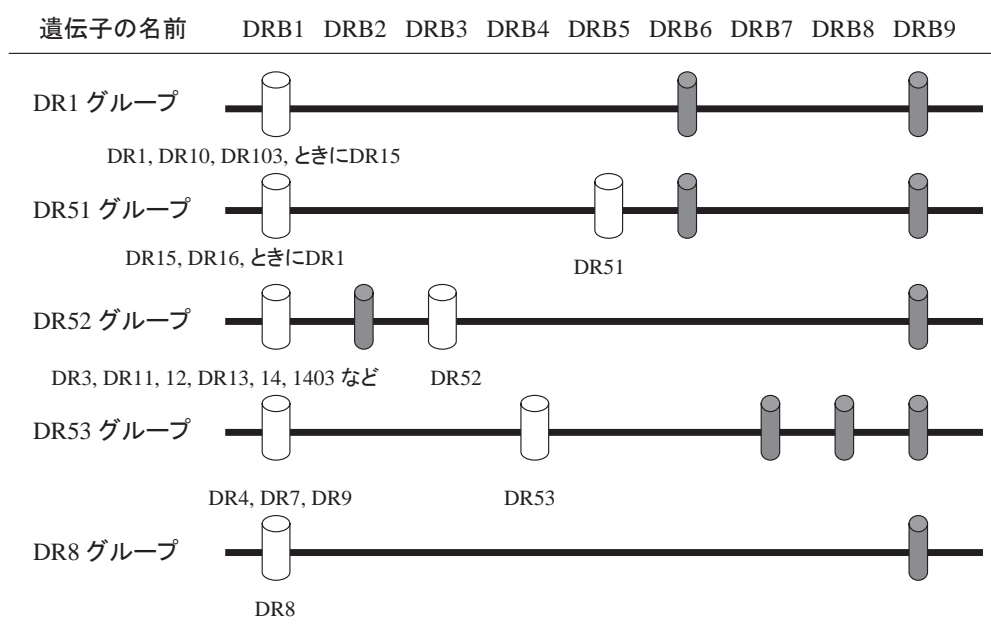 遺伝子の名前 DRB1 DRB2 DRB3 DRB4 DRB5 DRB6 DRB7 DRB8 DRB9
DR1 グループ
DR1, DR10, DR103, ときにDR15
DR51 グループ
DR15, DR16, ときにDR1 DR51
DR52 グループ
DR3, DR11, 12, DR13, 14, 1403 など DR52
DR53 グループ
DR4, DR7, DR9 DR53
DR8 グループ
DR8